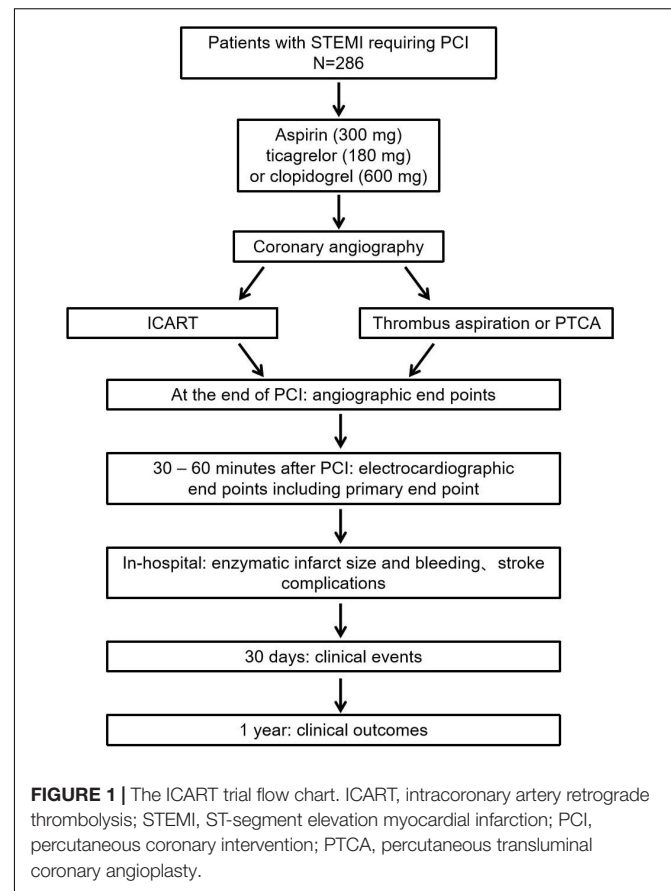 Patients with STEMI requiring PCI
N=286
Aspirin (300 mg)
ticagrelor (180 mg)
or clopidogrel (600 mg)
Coronary angiography
ICART
Thrombus aspiration or PTCA
At the end of PCI: angiographic end points
30 – 60 minutes after PCI: electrocardiographic
end points including primary end point
In-hospital: enzymatic infarct size and bleeding、stroke
complications
30 days: clinical events
1 year: clinical outcomes
FIGURE 1 | The ICART trial flow chart. ICART, intracoronary artery retrograde
thrombolysis; STEMI, ST-segment elevation myocardial infarction; PCI,
percutaneous coronary intervention; PTCA, percutaneous transluminal
coronary angioplasty.